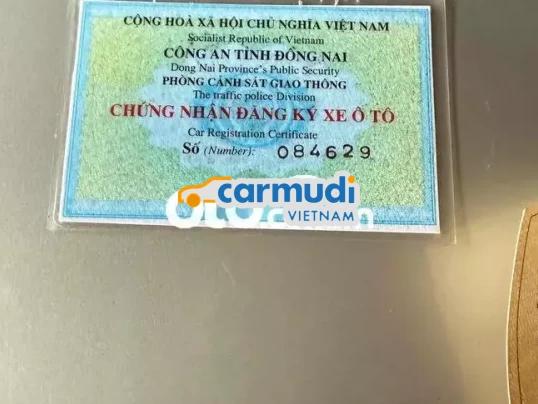 CỘNG HOÀ XÃ HỘI CHỦ NGHĨA VIỆT NAM
Socialist Republic of Vietnam
CÔNG AN TỈNH ĐỒNG NAI
Dong Nai Province's Public Security
PHÒNG CẢNH SÁT GIAO THÔNG
The traffic police Division
CHỨNG NHẬN ĐĂNG KÝ XE Ô TÔ
Car Registration Certificate
Số (Number): 084629
carmudi
VIETNAM